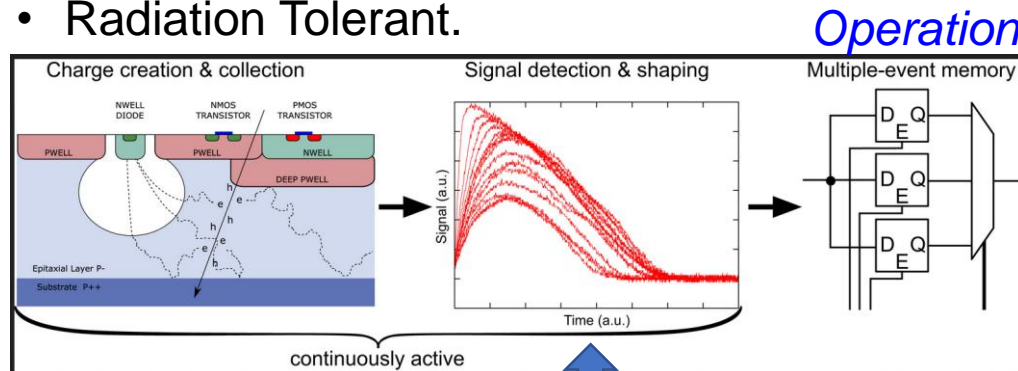 • Radiation Tolerant.
Operation
Charge creation & collection
Signal detection & shaping
Multiple-event memory
NWELL
DIODE
NMOS
TRANSISTOR
PMOS
TRANSISTOR
PWELL
PWELL
NWELL
DEEP PWELL
h
e
e
h
e
h
h
e
e
h
Epitaxial Layer P-
Substrate P++
Signal (a.u.)
Time (a.u.)
D Q
E
D Q
E
D Q
E
continuously active